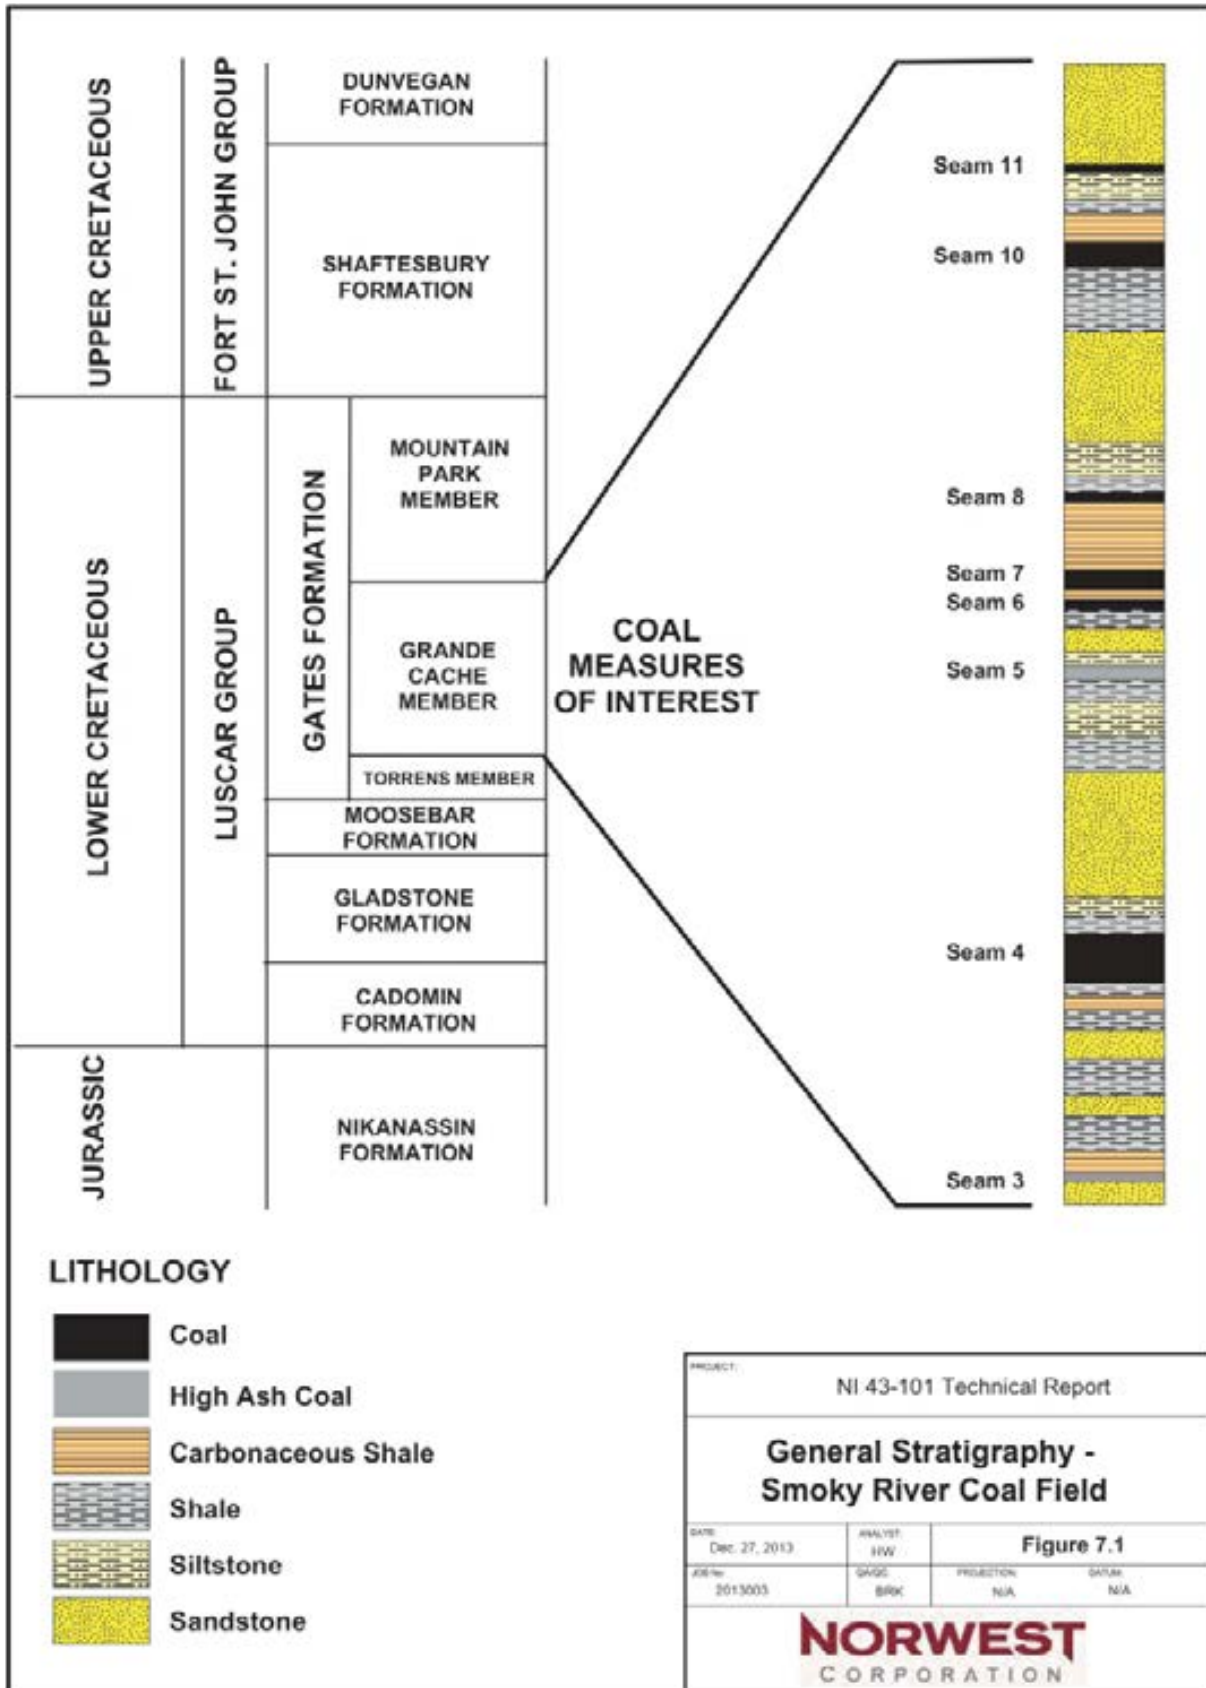 UPPER CRETACEOUS
FORT ST. JOHN GROUP
DUNVEGAN
FORMATION
SHAFTESBURY
FORMATION
LOWER CRETACEOUS
LUSCAR GROUP
GATES FORMATION
MOUNTAIN
PARK
MEMBER
GRANDE
CACHE
MEMBER
TORRENS MEMBER
MOOSEBAR
FORMATION
GLADSTONE
FORMATION
CADOMIN
FORMATION
JURASSIC
NIKANASSIN
FORMATION
COAL
MEASURES
OF INTEREST
Seam 11
Seam 10
Seam 8
Seam 7
Seam 6
Seam 5
Seam 4
Seam 3
LITHOLOGY
Coal
High Ash Coal
Carbonaceous Shale
Shale
Siltstone
Sandstone
PROJECT:
NI 43-101 Technical Report
General Stratigraphy -
Smoky River Coal Field
DATE: Dec. 27, 2013
ANALYST: HW
Figure 7.1
JOB No: 2013003
QA/QC: BRK
PROJECTION: N/A
DATUM: N/A
NORWEST
CORPORATION